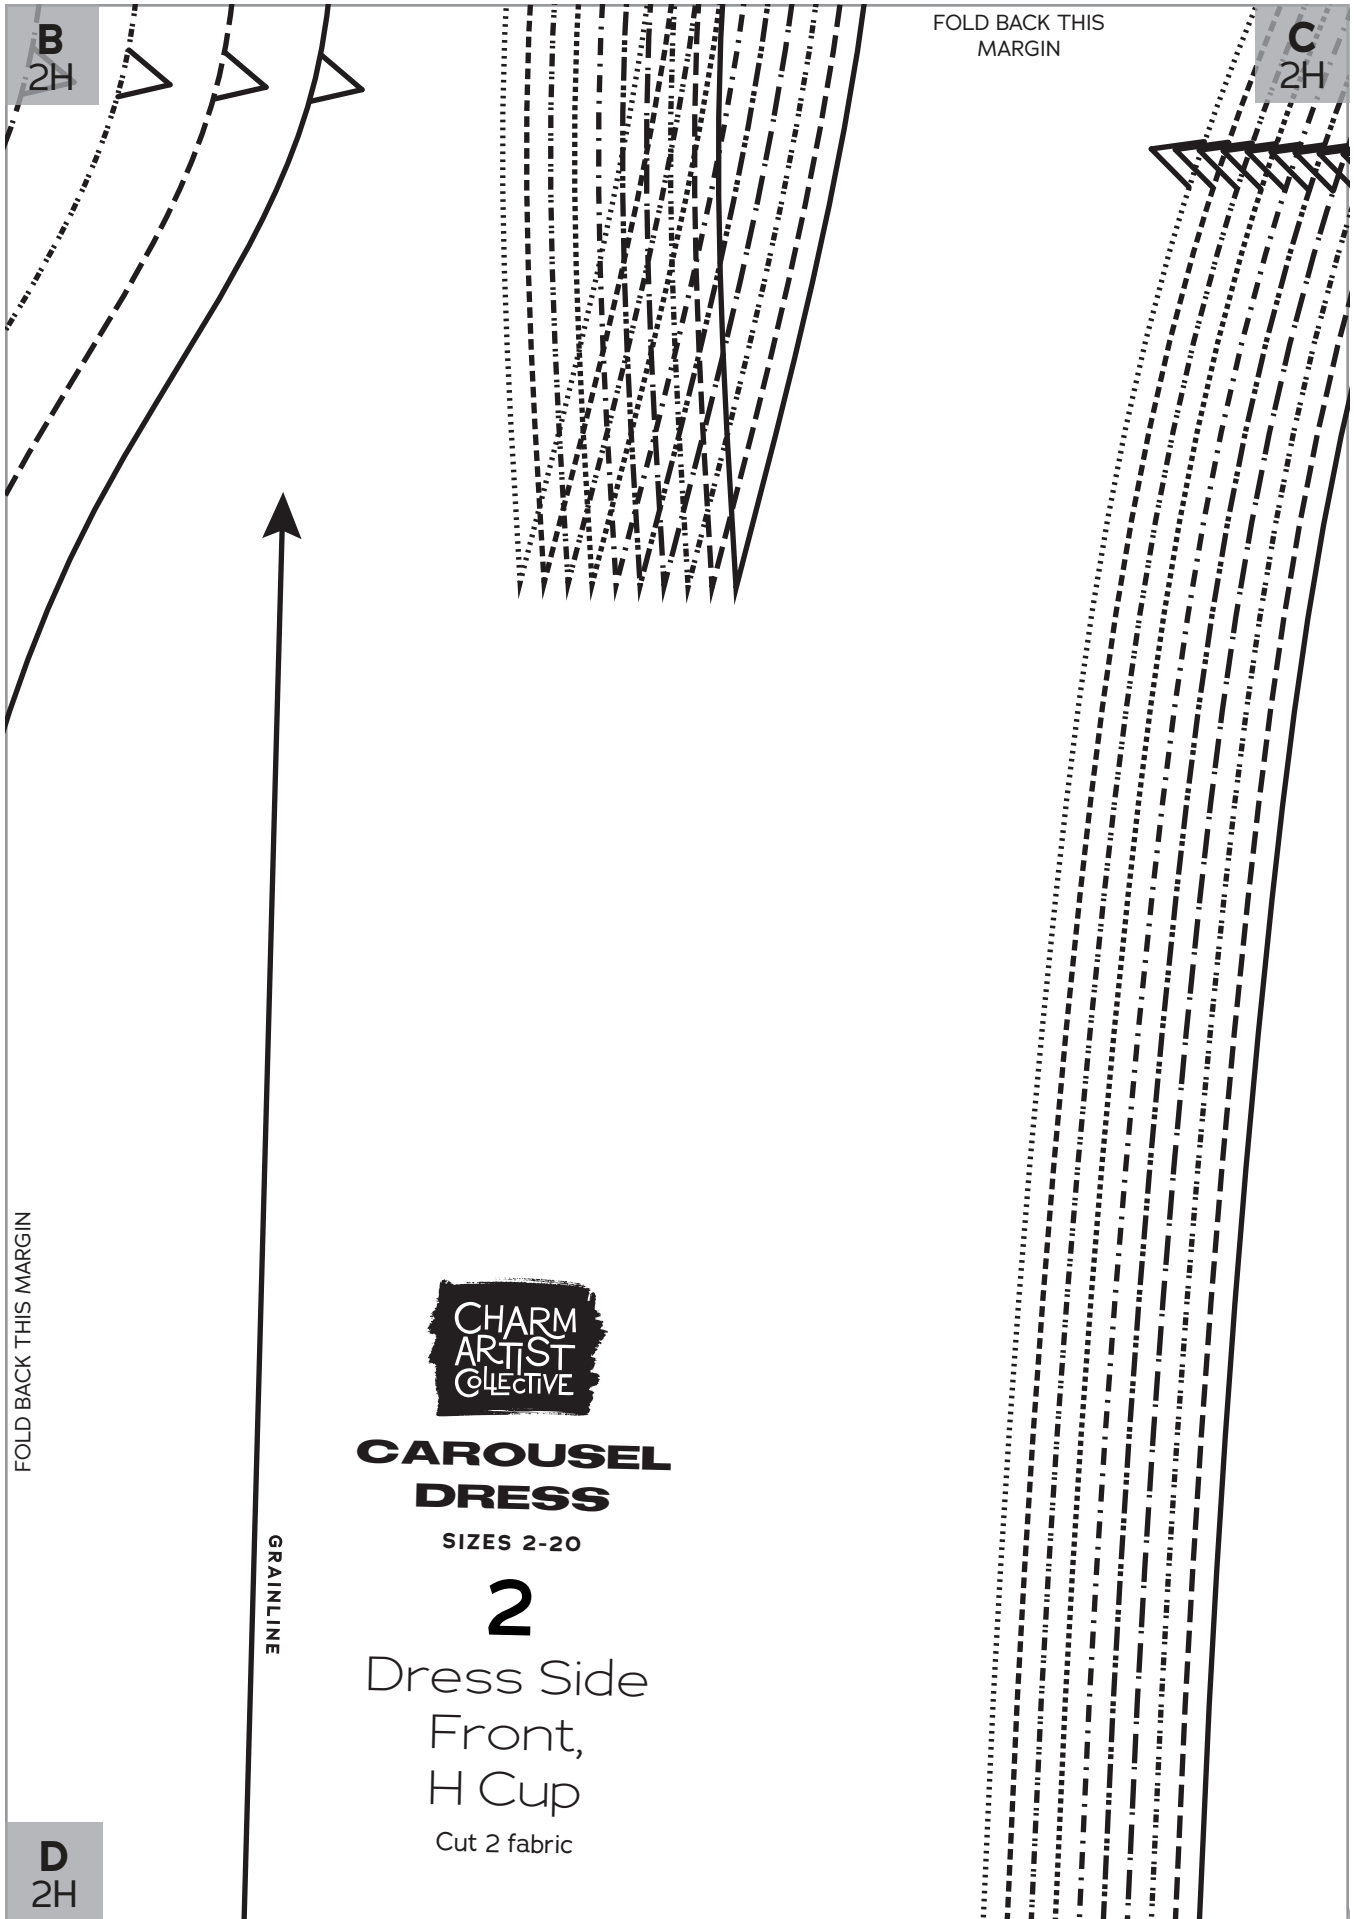 B
2H
FOLD BACK THIS
MARGIN
C
2H
FOLD BACK THIS MARGIN
GRAINLINE
CHARM
ARTIST
COLLECTIVE
CAROUSEL
DRESS
SIZES 2-20
2
Dress Side
Front,
H Cup
Cut 2 fabric
D
2H